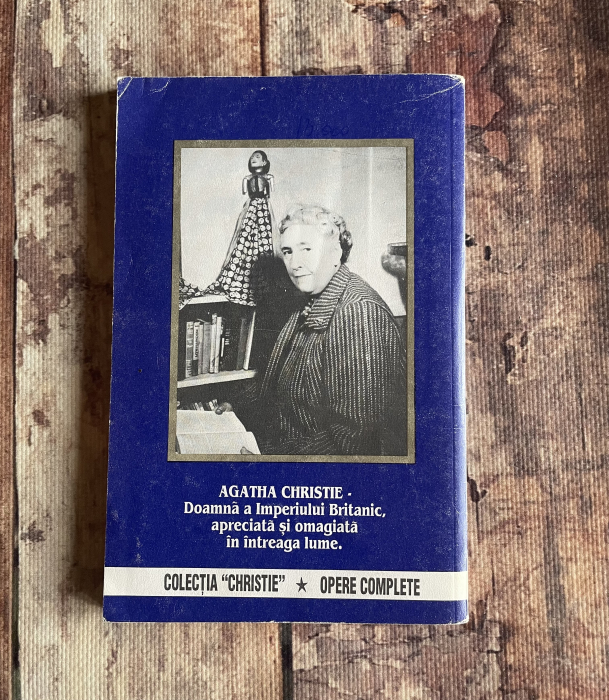 AGATHA CHRISTIE -
Doamnă a Imperiului Britanic,
apreciată și omagiată
în întreaga lume.
COLECȚIA "CHRISTIE" ★ OPERE COMPLETE